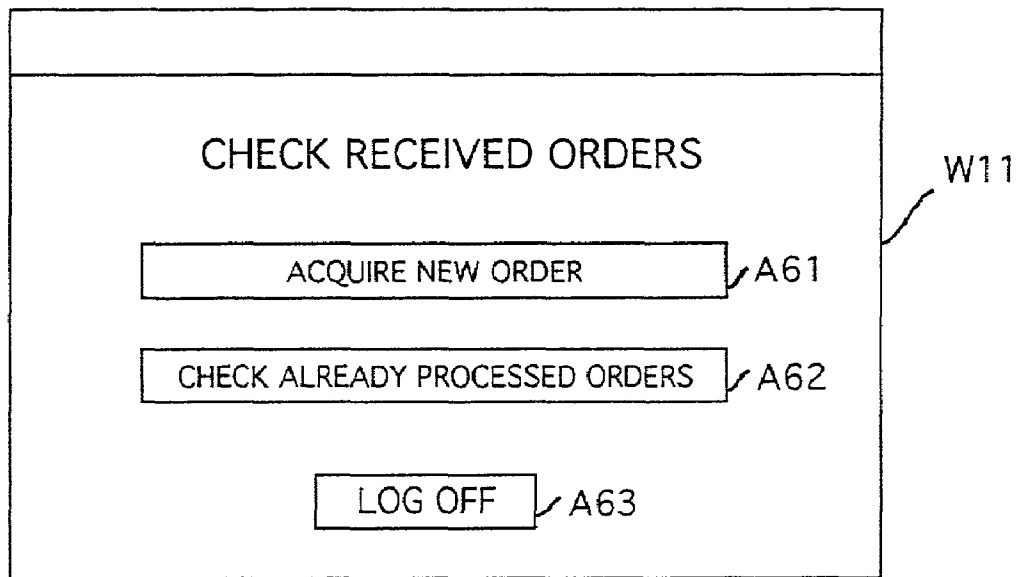 CHECK RECEIVED ORDERS
W11
ACQUIRE NEW ORDER A61
CHECK ALREADY PROCESSED ORDERS A62
LOG OFF A63